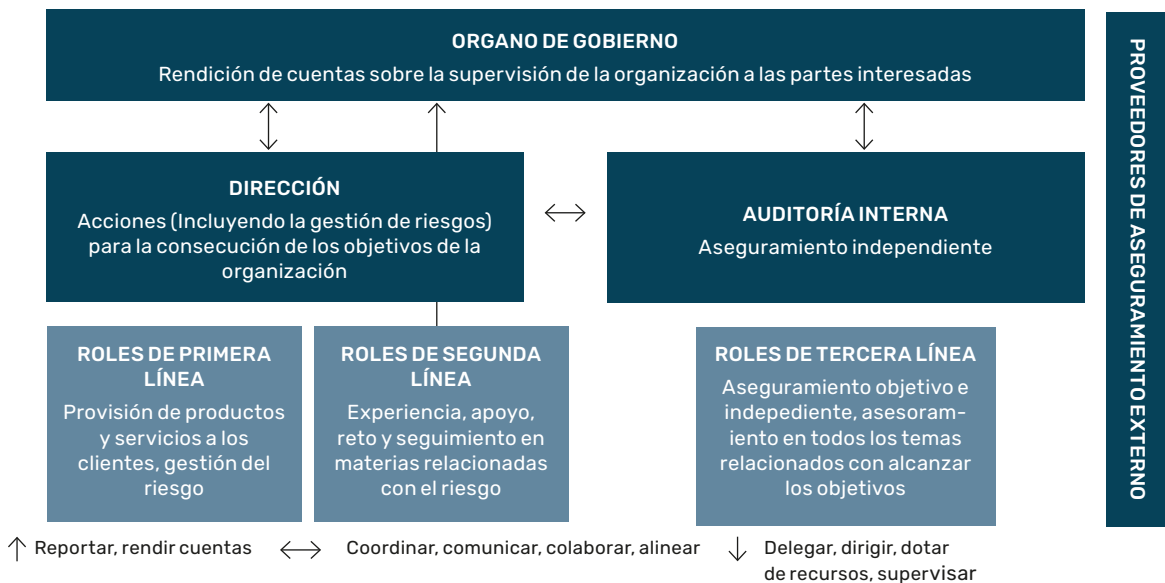 ORGANO DE GOBIERNO
Rendición de cuentas sobre la supervisión de la organización a las partes interesadas
DIRECCIÓN
Acciones (Incluyendo la gestión de riesgos)
para la consecución de los objetivos de la
organización
AUDITORÍA INTERNA
Aseguramiento independiente
ROLES DE PRIMERA
LÍNEA
Provisión de productos
y servicios a los
clientes, gestión del
riesgo
ROLES DE SEGUNDA
LÍNEA
Experiencia, apoyo,
reto y seguimiento en
materias relacionadas
con el riesgo
ROLES DE TERCERA LÍNEA
Aseguramiento objetivo e
indepediente, asesoram-
iento en todos los temas
relacionados con alcanzar
los objetivos
PROVEEDORES DE ASEGURAMIENTO EXTERNO
↑ Reportar, rendir cuentas
↔ Coordinar, comunicar, colaborar, alinear
↓ Delegar, dirigir, dotar
de recursos, supervisar